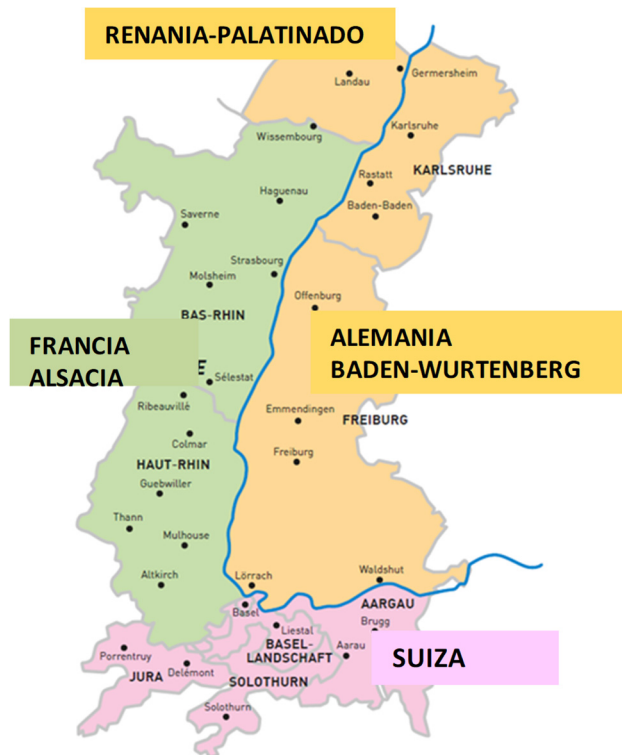 RENANIA-PALATINADO
Landau
Germersheim
Wissembourg
Karlsruhe
KARLSRUHE
Rastatt
Haguenau
Baden-Baden
Saverne
Strasbourg
Molsheim
Offenburg
BAS-RHIN
FRANCIA
ALSACIA
E
ALEMANIA
BADEN-WURTENBERG
Sélestat
Ribeauvillé
Emmendingen
FREIBURG
Colmar
HAUT-RHIN
Freiburg
Guebwiller
Thann
Mulhouse
Altkirch
Lörrach
Waldshut
Basel
AARGAU
Liestal
Brugg
BASEL-
LANDSCHAFT
Aarau
SUIZA
Porrentruy
Delémont
JURA
SOLOTHURN
Solothurn